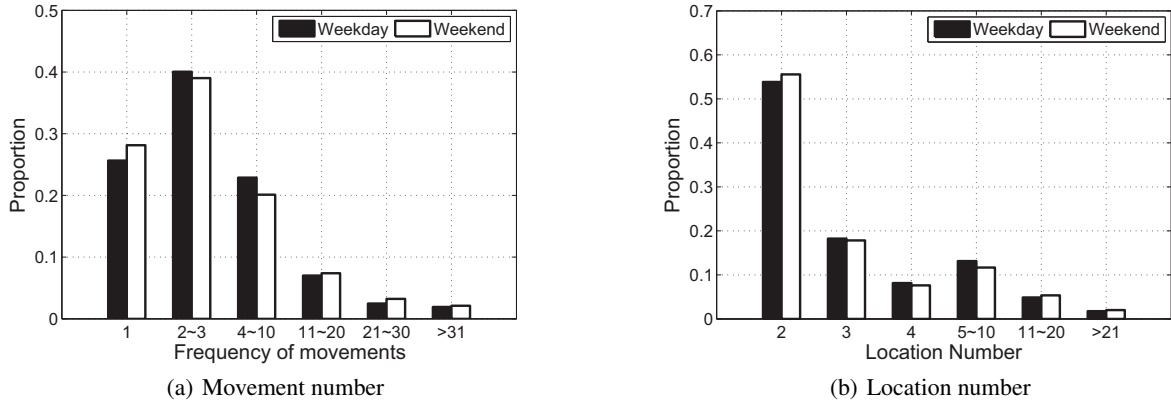 0.5
0.4
0.3
0.2
0.1
0
Proportion
Weekday Weekend
1 2~3 4~10 11~20 21~30 >31
Frequency of movements
(a) Movement number
0.7
0.6
0.5
0.4
0.3
0.2
0.1
0
Proportion
Weekday Weekend
2 3 4 5~10 11~20 >21
Location Number
(b) Location number